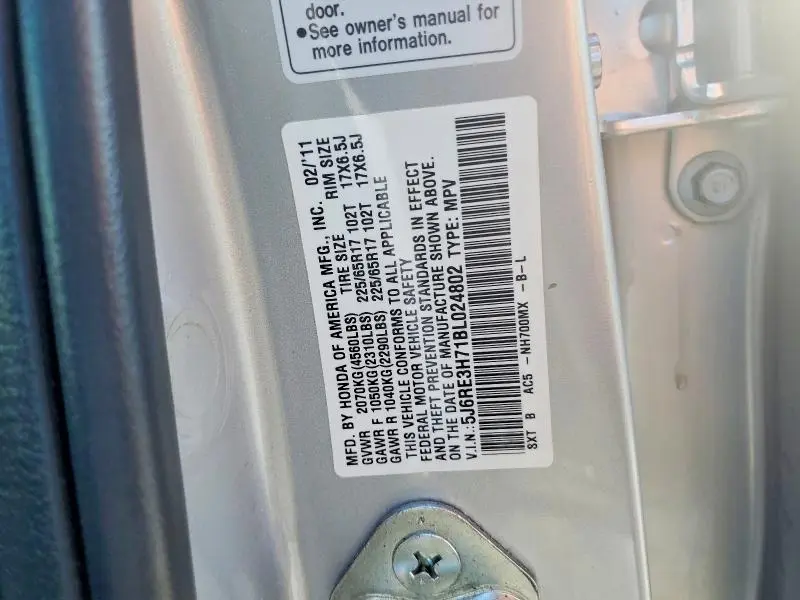 door.
●See owner's manual for
more information.
MFD. BY HONDA OF AMERICA MFG., INC. 02/'11
GVWR 2070KG(4560LBS) TIRE SIZE RIM SIZE
GAWR F 1050KG(2310LBS) 225/65R17 102T 17X6.5J
GAWR R 1040KG(2290LBS) 225/65R17 102T 17X6.5J
THIS VEHICLE CONFORMS TO ALL APPLICABLE
FEDERAL MOTOR VEHICLE SAFETY
AND THEFT PREVENTION STANDARDS IN EFFECT
ON THE DATE OF MANUFACTURE SHOWN ABOVE.
V.I.N.:5J6RE3H71BL024802 TYPE: MPV
SXT B AC5 -NH700MX -B-L